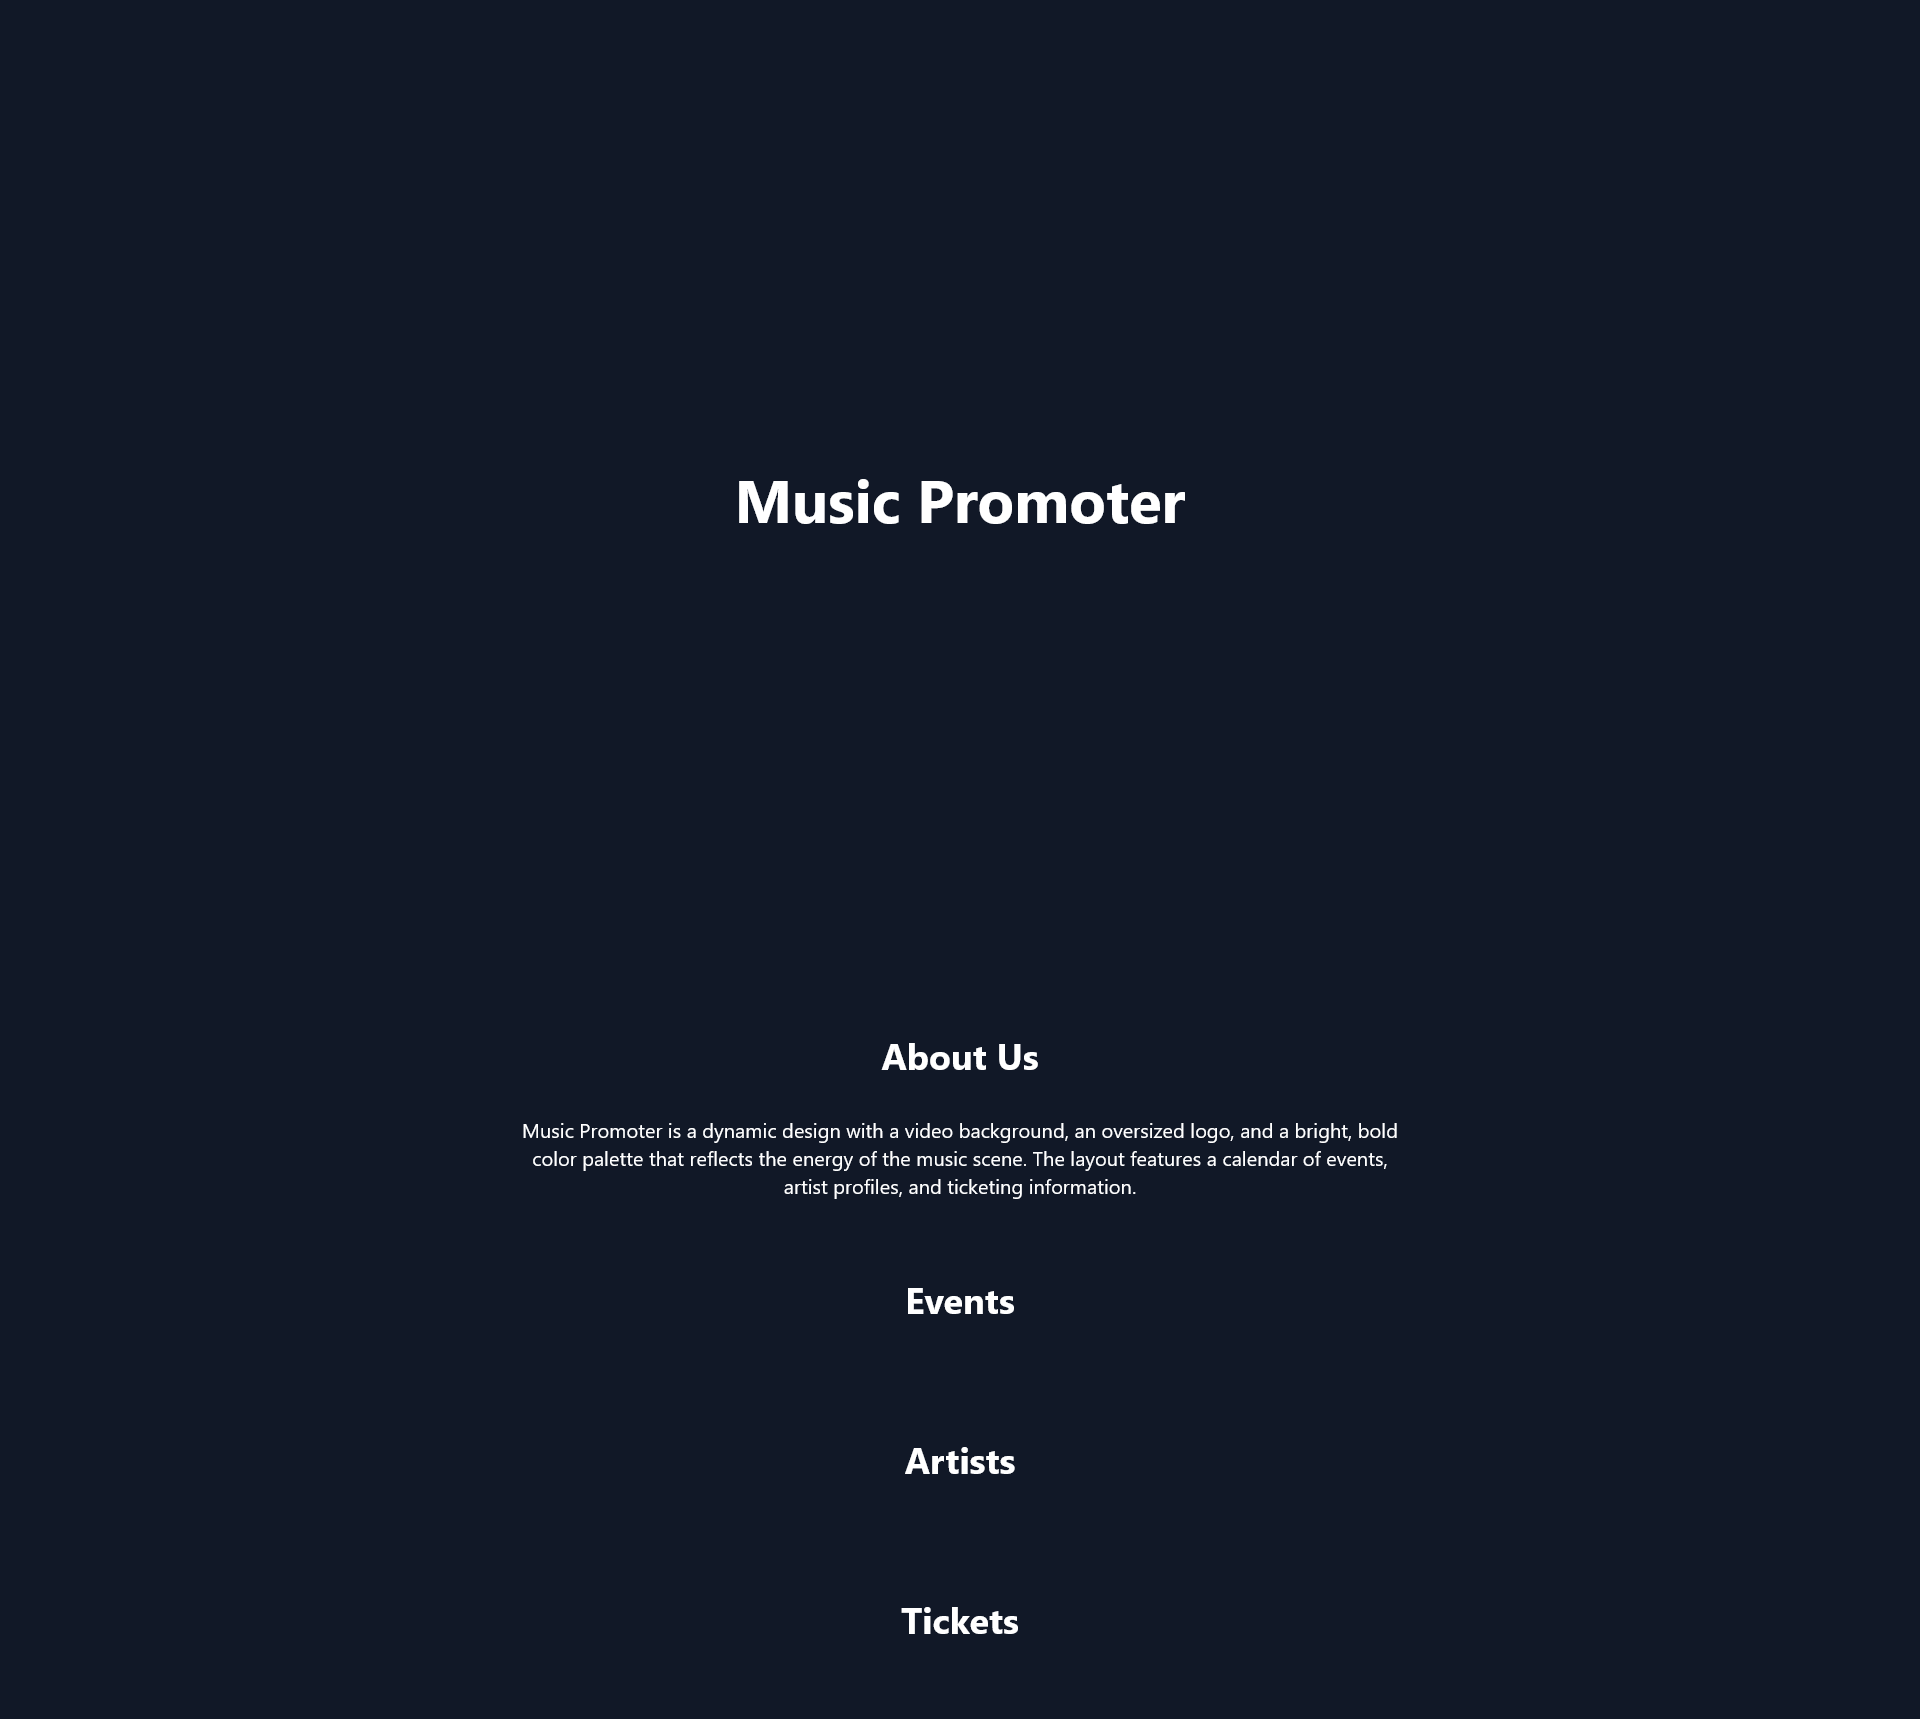 Music Promoter
About Us
Music Promoter is a dynamic design with a video background, an oversized logo, and a bright, bold
color palette that reflects the energy of the music scene. The layout features a calendar of events,
artist profiles, and ticketing information.
Events
Artists
Tickets